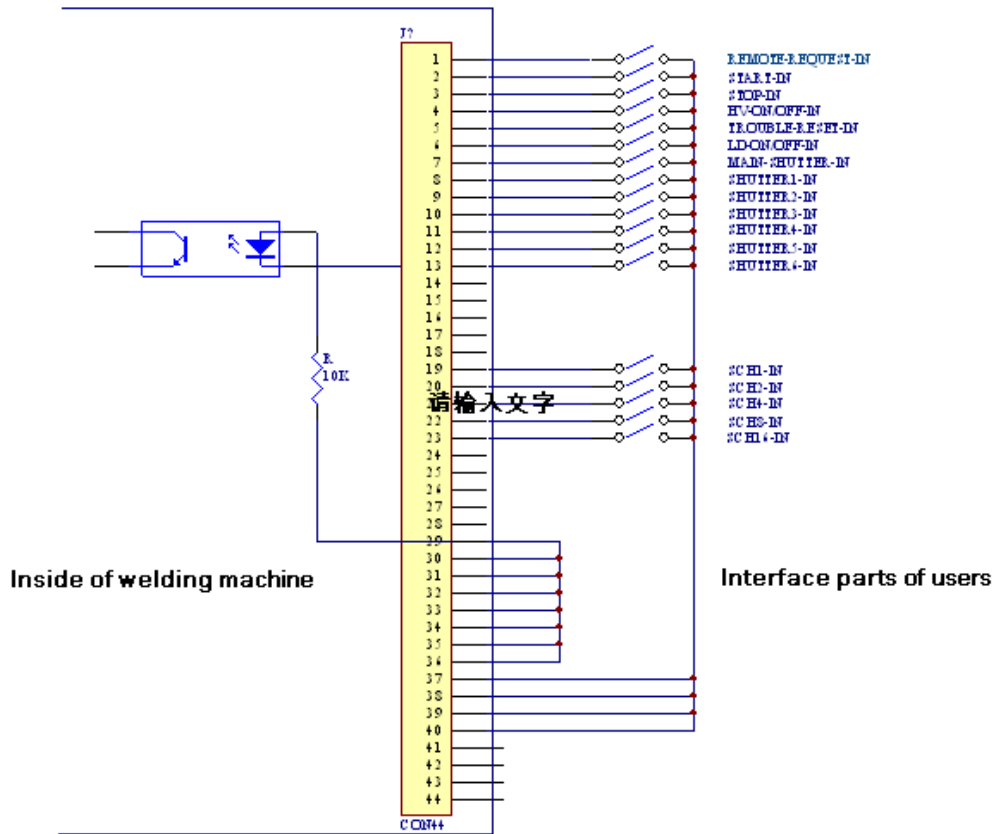 J?
1
2
3
4
5
6
7
8
9
10
11
12
13
14
15
16
17
18
19
20
22
23
24
25
26
27
28
29
30
31
32
33
34
35
36
37
38
39
40
41
42
43
44
CON44
REMOTE-REQUEST-IN
START-IN
STOP-IN
HV-ON/OFF-IN
TROUBLE-RESET-IN
LD-ON/OFF-IN
MAIN-SHUTTER-IN
SHUTTER1-IN
SHUTTER2-IN
SHUTTER3-IN
SHUTTER4-IN
SHUTTER5-IN
SHUTTER6-IN
R
10K
SCH1-IN
SCH2-IN
SCH4-IN
SCH8-IN
SCH16-IN
请输入文字
Inside of welding machine
Interface parts of users